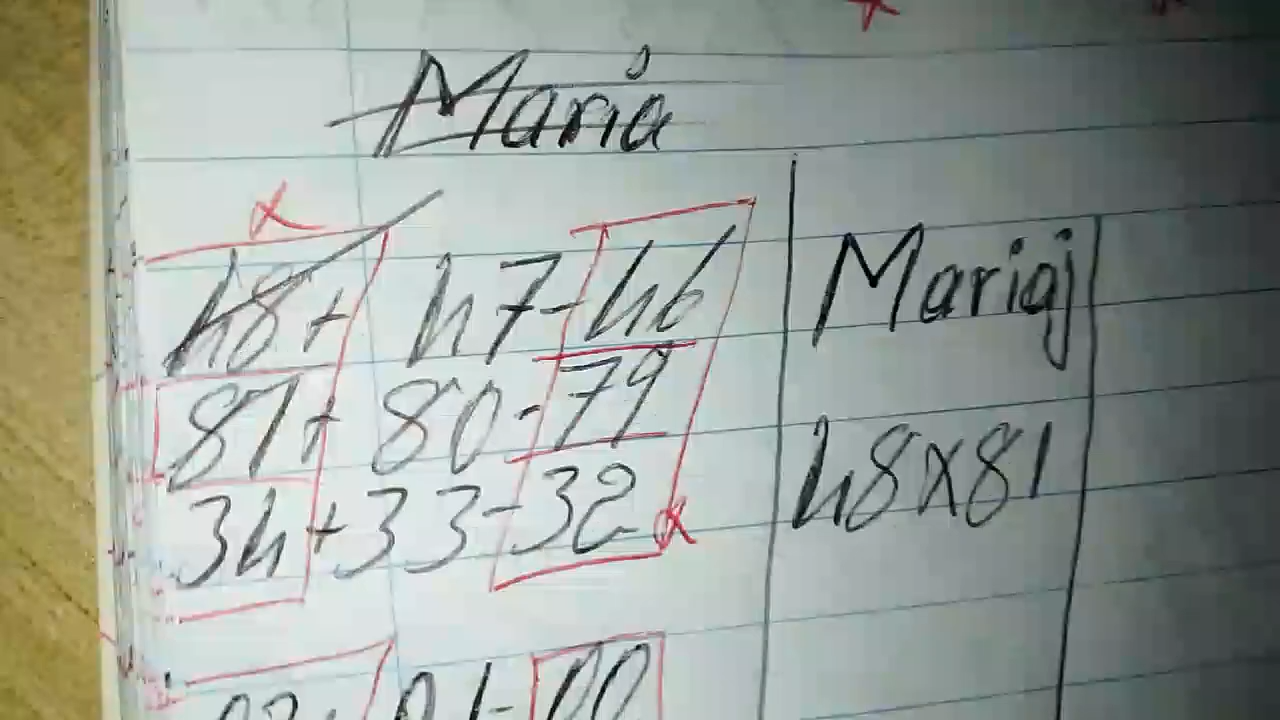 Maria
48+ 47-46
81+ 80-79
34+33-32
Mariaj
48x81